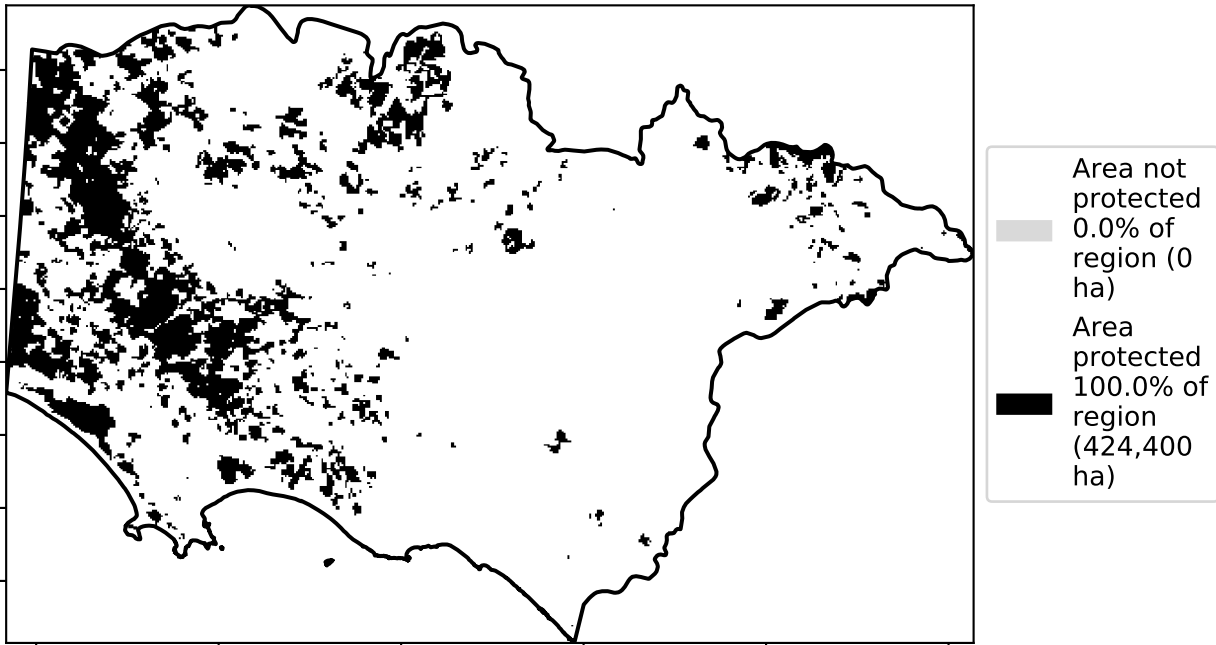 Area not
protected
0.0% of
region (0
ha)
Area
protected
100.0% of
region
(424,400
ha)